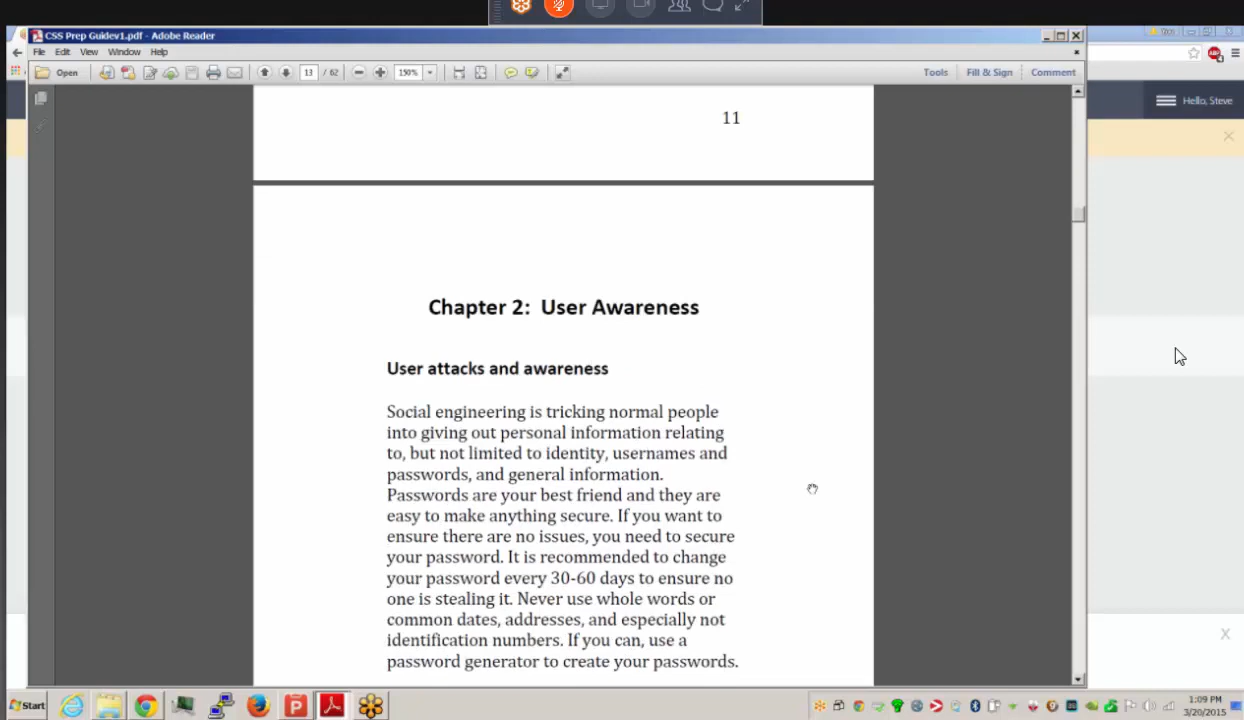 CSS Prep Guidev1.pdf - Adobe Reader
File Edit View Window Help
Open 13 / 62 150% Tools Fill & Sign Comment
Hello, Steve
11
Chapter 2: User Awareness
User attacks and awareness
Social engineering is tricking normal people
into giving out personal information relating
to, but not limited to identity, usernames and
passwords, and general information.
Passwords are your best friend and they are
easy to make anything secure. If you want to
ensure there are no issues, you need to secure
your password. It is recommended to change
your password every 30-60 days to ensure no
one is stealing it. Never use whole words or
common dates, addresses, and especially not
identification numbers. If you can, use a
password generator to create your passwords.
Start
1:09 PM
3/20/2015